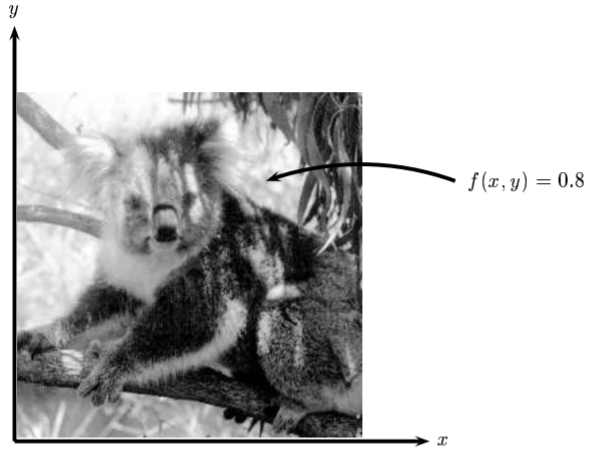 y
f(x, y) = 0.8
x